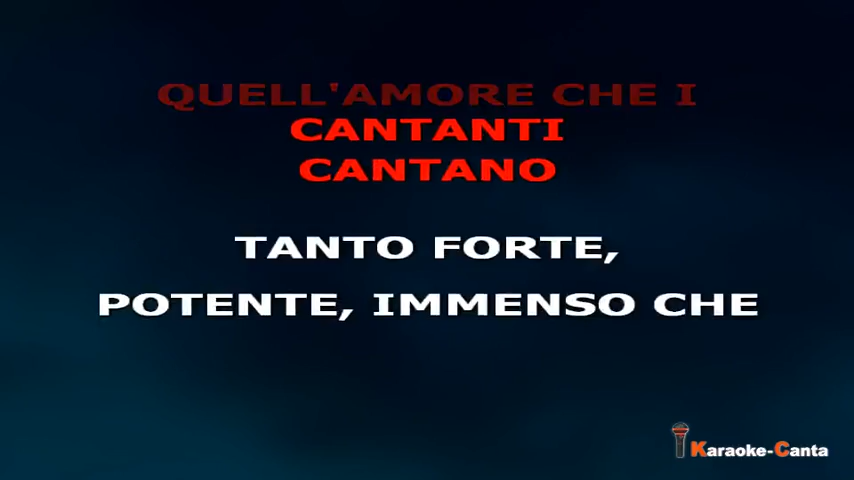 QUELL'AMORE CHE I
CANTANTI
CANTANO
TANTO FORTE,
POTENTE, IMMENSO CHE
Karaoke-Canta